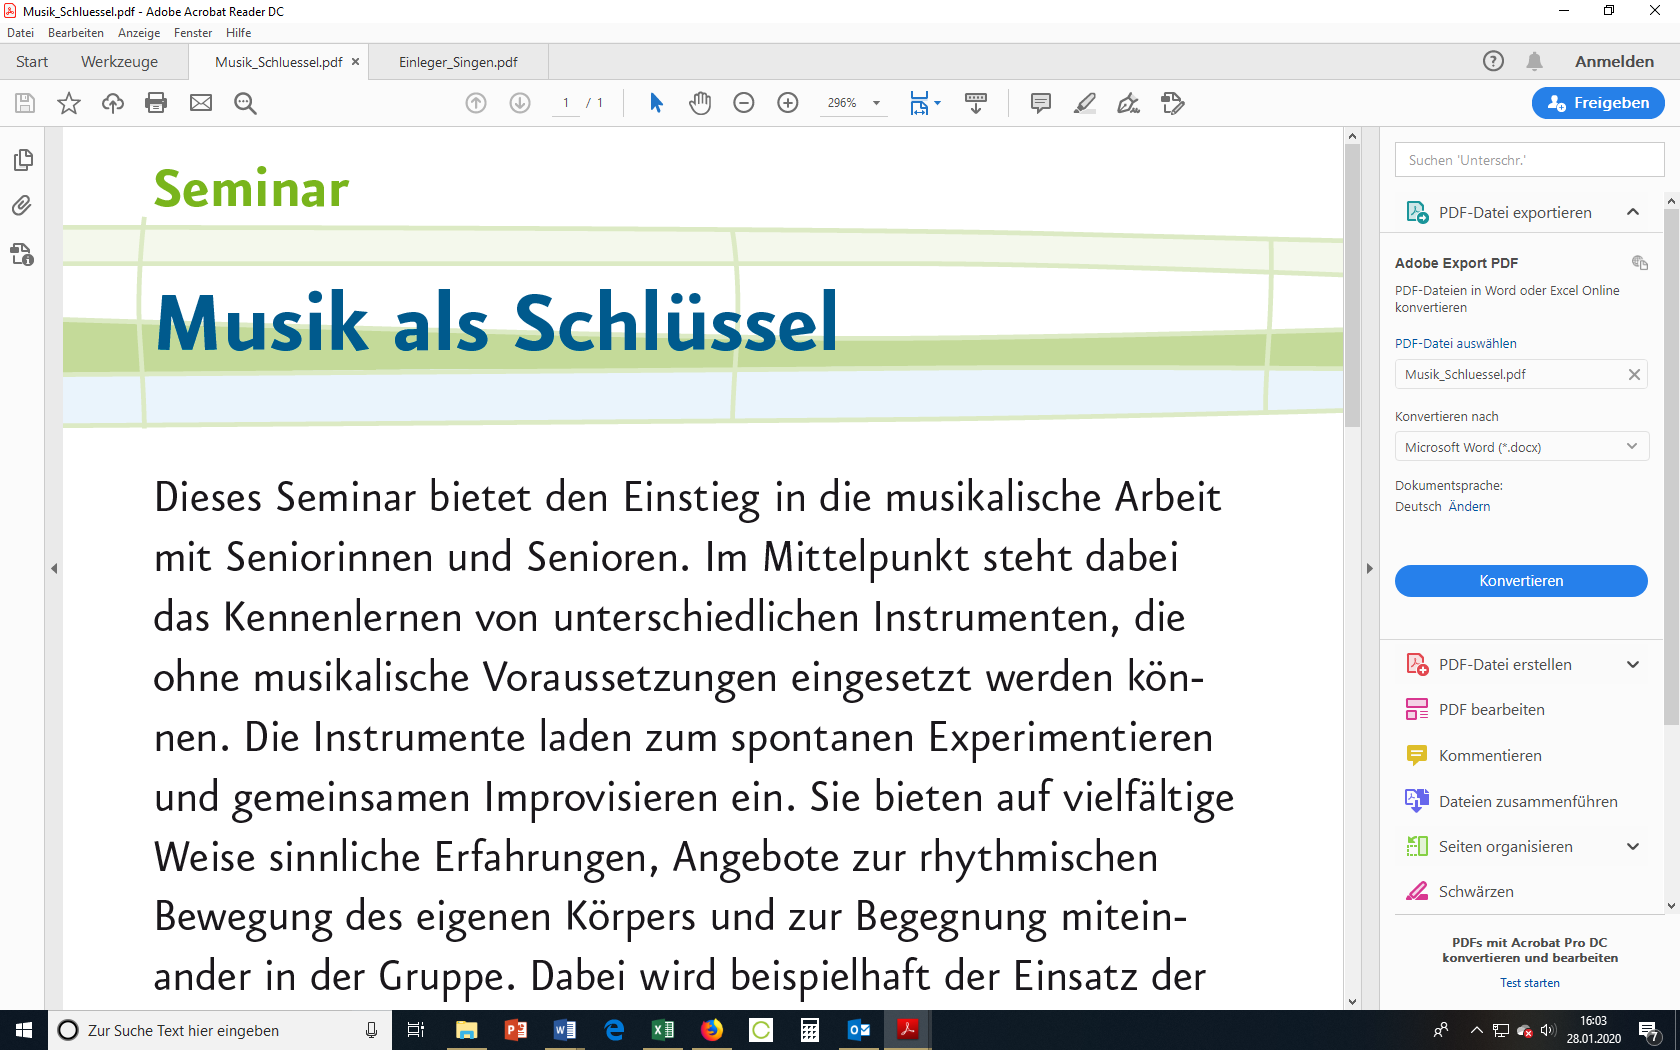 Musik_Schluessel.pdf - Adobe Acrobat Reader DC
Datei Bearbeiten Anzeige Fenster Hilfe
Start Werkzeuge Musik_Schluessel.pdf × Einleger_Singen.pdf Anmelden
1 / 1 296% Freigeben
Seminar
Musik als Schlüssel
Dieses Seminar bietet den Einstieg in die musikalische Arbeit
mit Seniorinnen und Senioren. Im Mittelpunkt steht dabei
das Kennenlernen von unterschiedlichen Instrumenten, die
ohne musikalische Voraussetzungen eingesetzt werden kön-
nen. Die Instrumente laden zum spontanen Experimentieren
und gemeinsamen Improvisieren ein. Sie bieten auf vielfältige
Weise sinnliche Erfahrungen, Angebote zur rhythmischen
Bewegung des eigenen Körpers und zur Begegnung mitein-
ander in der Gruppe. Dabei wird beispielhaft der Einsatz der
Suchen 'Unterschr.'
PDF-Datei exportieren
Adobe Export PDF
PDF-Dateien in Word oder Excel Online
konvertieren
PDF-Datei auswählen
Musik_Schluessel.pdf
Konvertieren nach
Microsoft Word (*.docx)
Dokumentsprache:
Deutsch Ändern
Konvertieren
PDF-Datei erstellen
PDF bearbeiten
Kommentieren
Dateien zusammenführen
Seiten organisieren
Schwärzen
PDFs mit Acrobat Pro DC
konvertieren und bearbeiten
Test starten
Zur Suche Text hier eingeben
16:03
28.01.2020
7